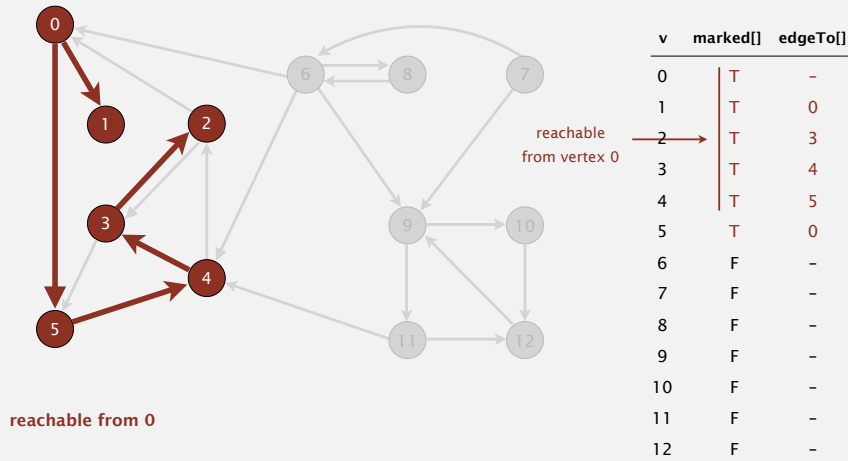 0
6
8
7
1
2
3
9
10
4
5
11
12
reachable from 0
reachable
from vertex 0
v marked[] edgeTo[]
0 T –
1 T 0
2 T 3
3 T 4
4 T 5
5 T 0
6 F –
7 F –
8 F –
9 F –
10 F –
11 F –
12 F –